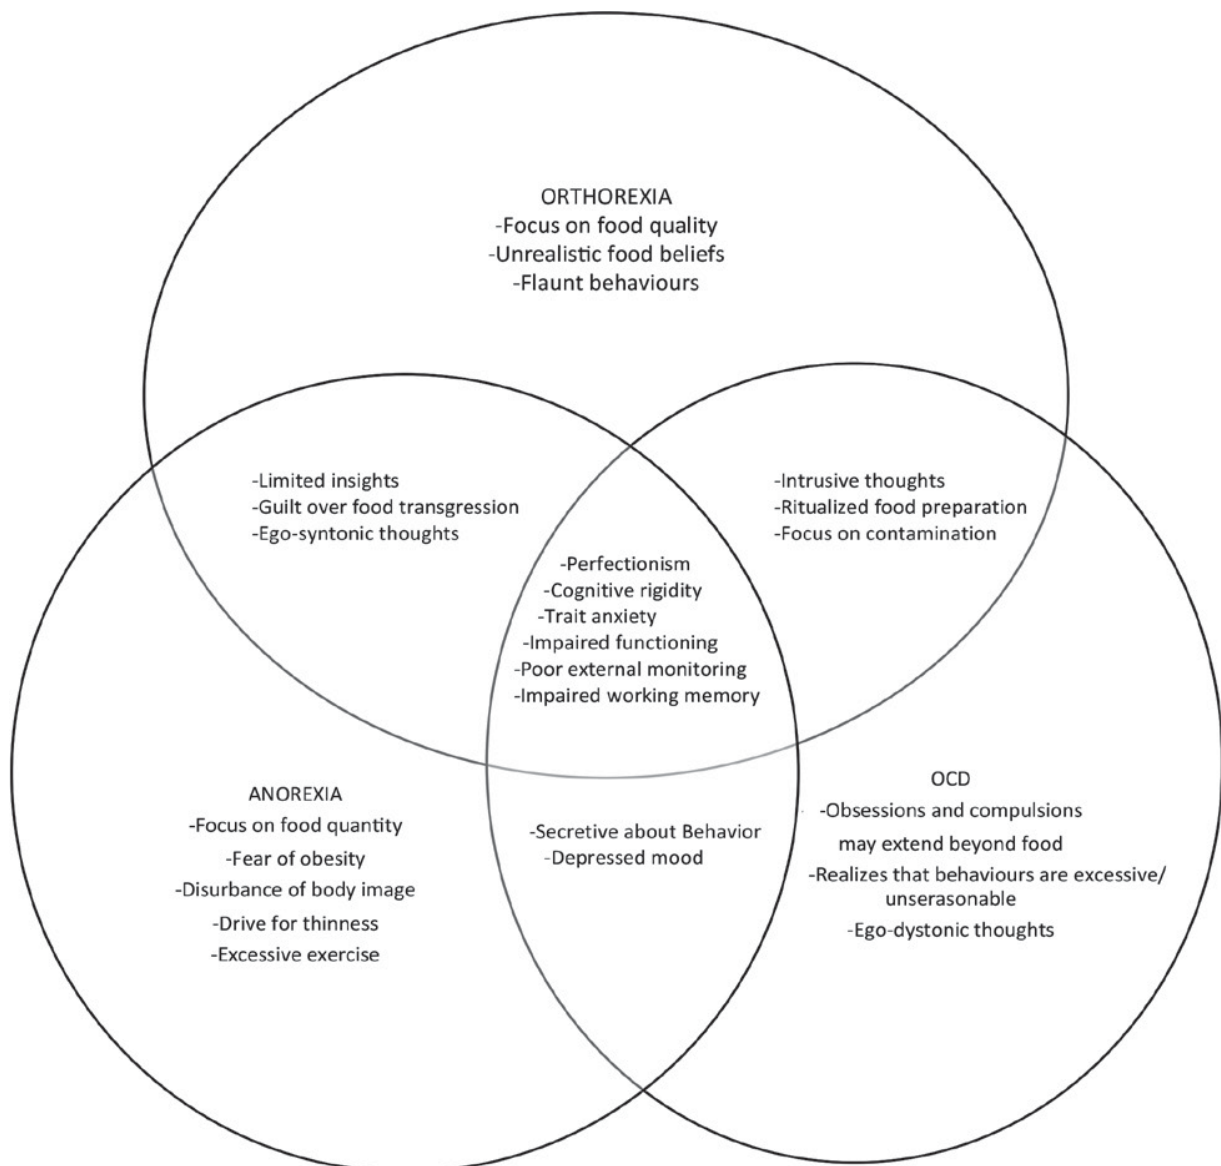 ORTHOREXIA
-Focus on food quality
-Unrealistic food beliefs
-Flaunt behaviours
-Limited insights
-Guilt over food transgression
-Ego-syntonic thoughts
-Intrusive thoughts
-Ritualized food preparation
-Focus on contamination
-Perfectionism
-Cognitive rigidity
-Trait anxiety
-Impaired functioning
-Poor external monitoring
-Impaired working memory
ANOREXIA
-Focus on food quantity
-Fear of obesity
-Disurbance of body image
-Drive for thinness
-Excessive exercise
-Secretive about Behavior
-Depressed mood
OCD
-Obsessions and compulsions
may extend beyond food
-Realizes that behaviours are excessive/
unserasonable
-Ego-dystonic thoughts